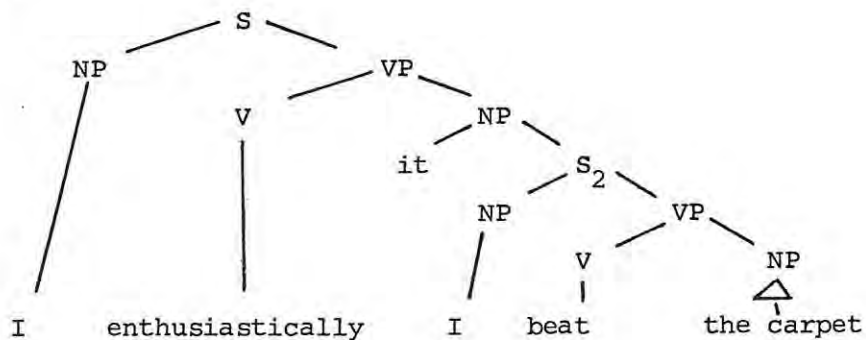 S
NP VP
V NP
it S2
NP VP
V NP
I enthusiastically I beat the carpet